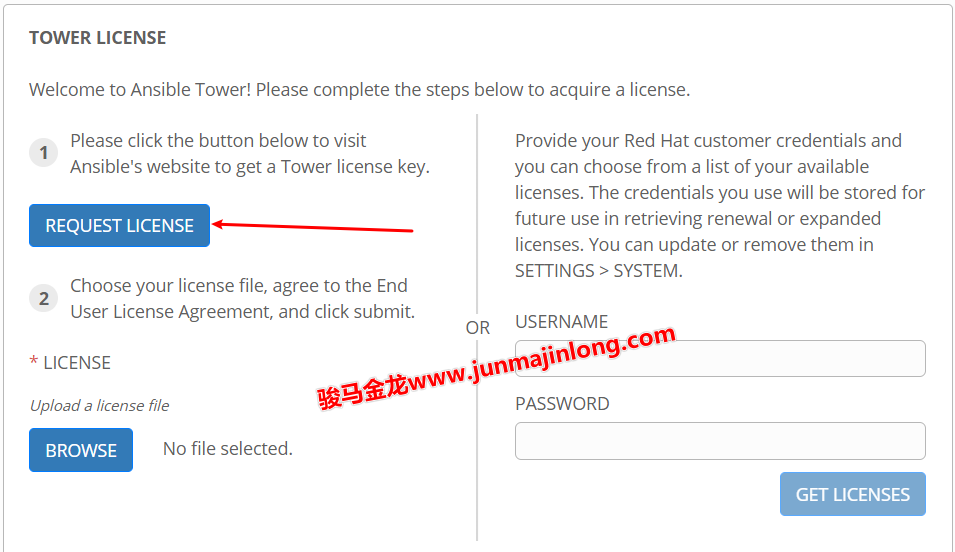 TOWER LICENSE
Welcome to Ansible Tower! Please complete the steps below to acquire a license.
1
Please click the button below to visit
Ansible's website to get a Tower license key.
REQUEST LICENSE
2
Choose your license file, agree to the End
User License Agreement, and click submit.
* LICENSE
Upload a license file
BROWSE
No file selected.
OR
Provide your Red Hat customer credentials and
you can choose from a list of your available
licenses. The credentials you use will be stored for
future use in retrieving renewal or expanded
licenses. You can update or remove them in
SETTINGS > SYSTEM.
USERNAME
PASSWORD
GET LICENSES
骏马金龙www.junmajinlong.com